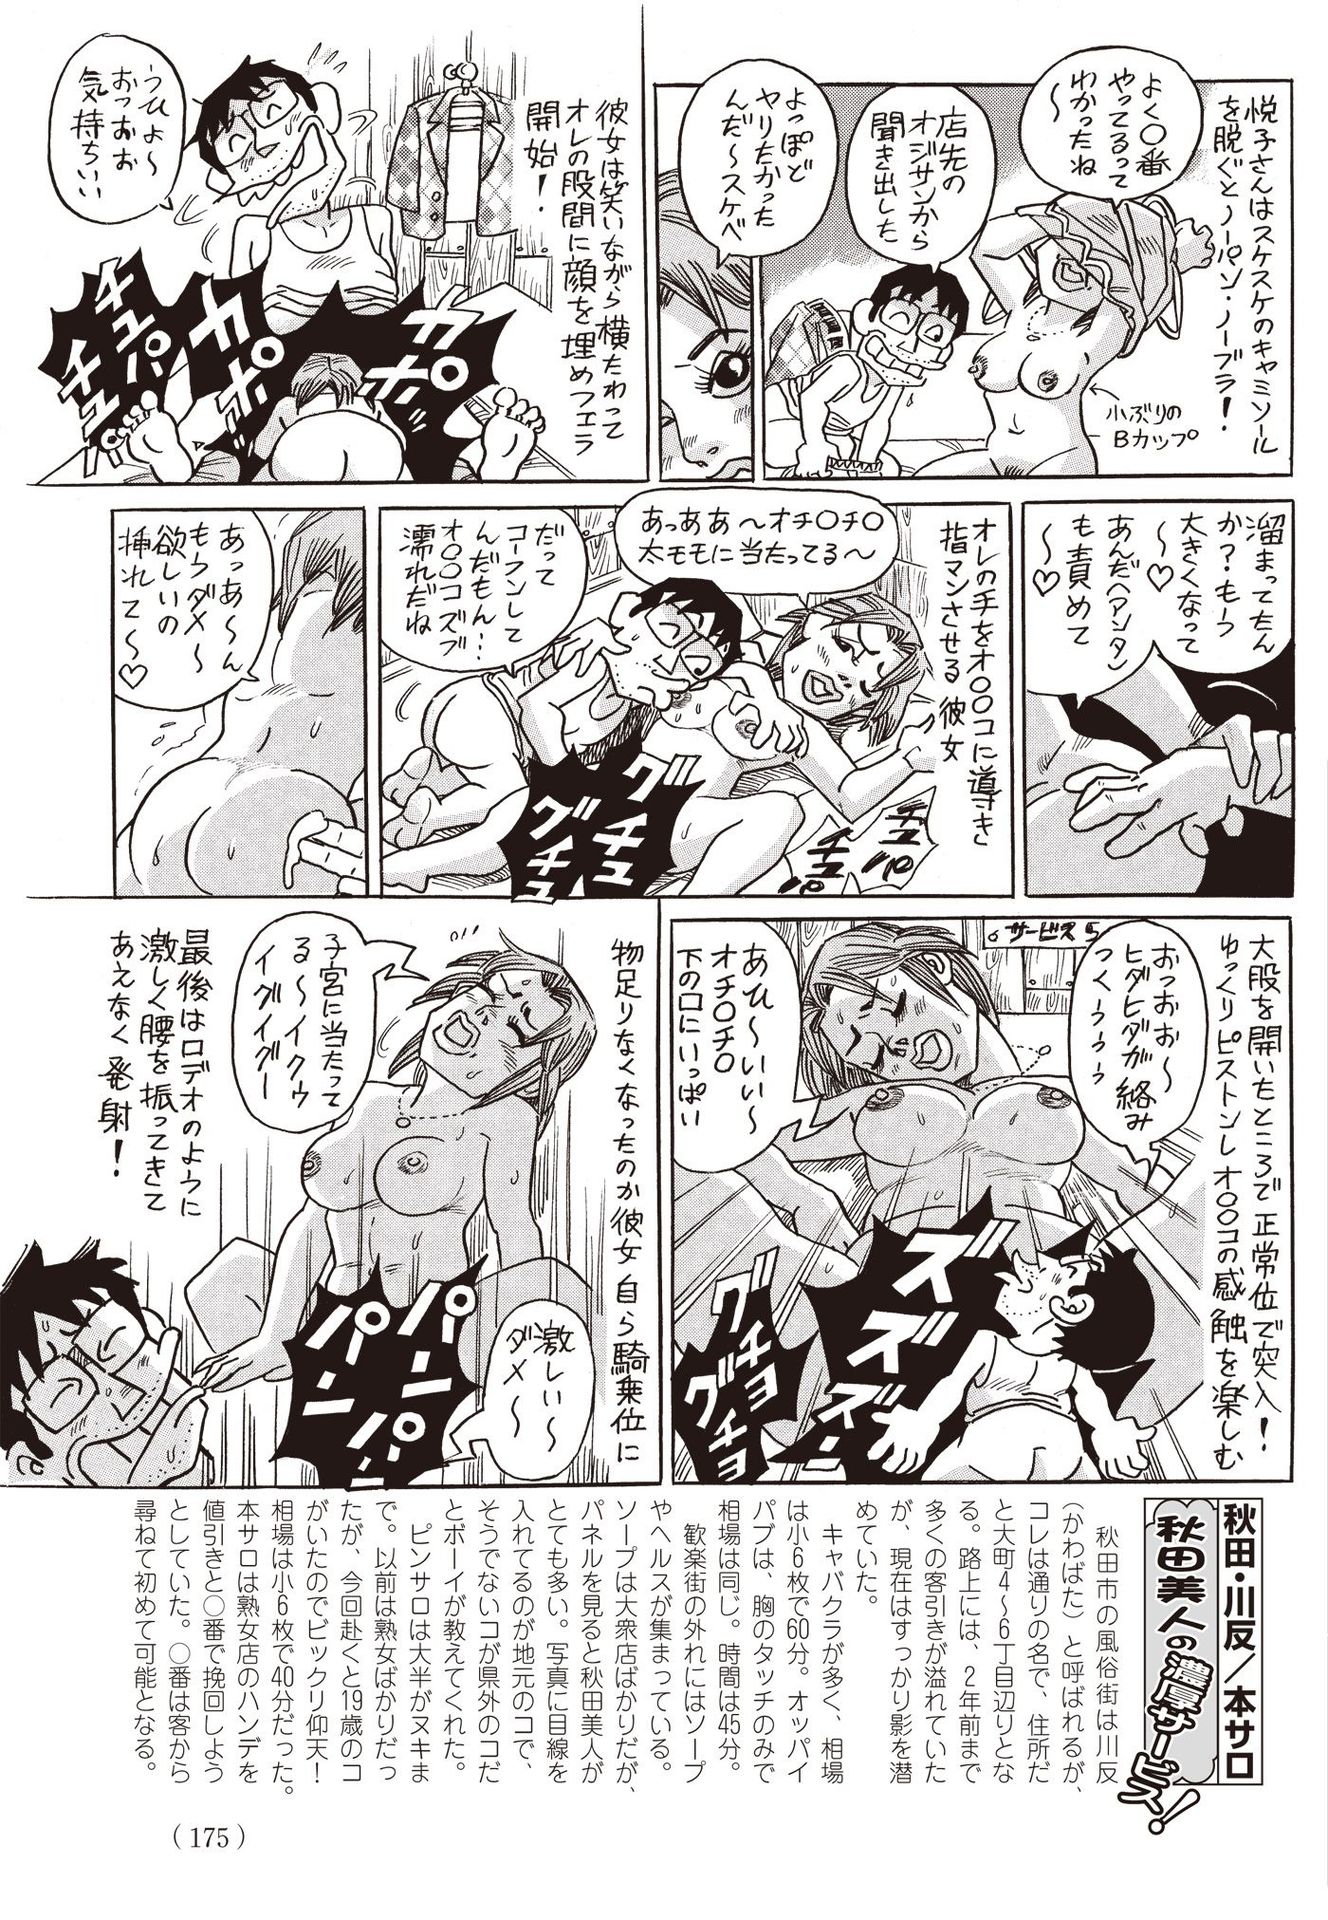 悦子さんはスケスケのキャミソール
を脱ぐとノーパン・ノーブラ!
よく〇番
やってるって
わかったね
〜
小ぶりの
Bカップ
店先の
オジサンから
聞き出した
よっぽど
ヤりたかった
んだ〜スケベ
彼女は笑いながら横たわって
オレの股間に顔を埋めフェラ
開始!
うひょ〜
おっおお
気持ちいい
カポ
カポ
チュパ
チュ
溜まってたん
か?もう
大きくなって
〜♡
あんだ、アンタン
も責めて
〜♡
オレの手をオ〇〇コに導き
指マンさせる彼女
あっああ〜オチ〇チ〇
太モモに当たってる〜
だって
コーフンして
んだもん…
オ〇〇コズブ
濡れだね
グチュ
グチュ
チュパ
チュパ
あっあ〜ん
もうダメ〜
欲しいの
挿れて〜♡
大股を開いたところで正常位で突入!
ゆっくりピストンしオ〇〇コの感触を楽しむ
サービス5
おっおお〜
ヒダヒダが絡み
つくぅぅぅ
あひ〜いい〜
オチ〇チ〇
下の口にいっぱい
ズズ
ズズン
グチョ
グチョ
物足りなくなったのか彼女自ら騎乗位に
子宮に当たって
る〜イクゥ
イグイグー
激しい〜
ダメ〜
パンパン
パンパン
最後はロデオのように
激しく腰を振ってきて
あえなく発射!
秋田・川反/本サロ
秋田美人の濃厚サービス!
秋田市の風俗街は川反
(かわばた)と呼ばれるが、
コレは通りの名で、住所だ
と大町4〜6丁目辺りとな
る。路上には、2年前まで
多くの客引きが溢れていた
が、現在はすっかり影を潜
めていた。
キャバクラが多く、相場
は小6枚で60分。オッパイ
パブは、胸のタッチのみで
相場は同じ。時間は45分。
歓楽街の外れにはソープ
やヘルスが集まっている。
ソープは大衆店ばかりだが、
パネルを見ると秋田美人が
とても多い。写真に目線を
入れてるのが地元のコで、
そうでないコが県外のコだ
とボーイが教えてくれた。
ピンサロは大半がヌキま
で。以前は熟女ばかりだっ
たが、今回赴くと19歳のコ
がいたのでビックリ仰天!
相場は小6枚で40分だった。
本サロは熟女店のハンデを
値引きと〇番で挽回しよう
としていた。〇番は客から
尋ねて初めて可能となる。
(175)